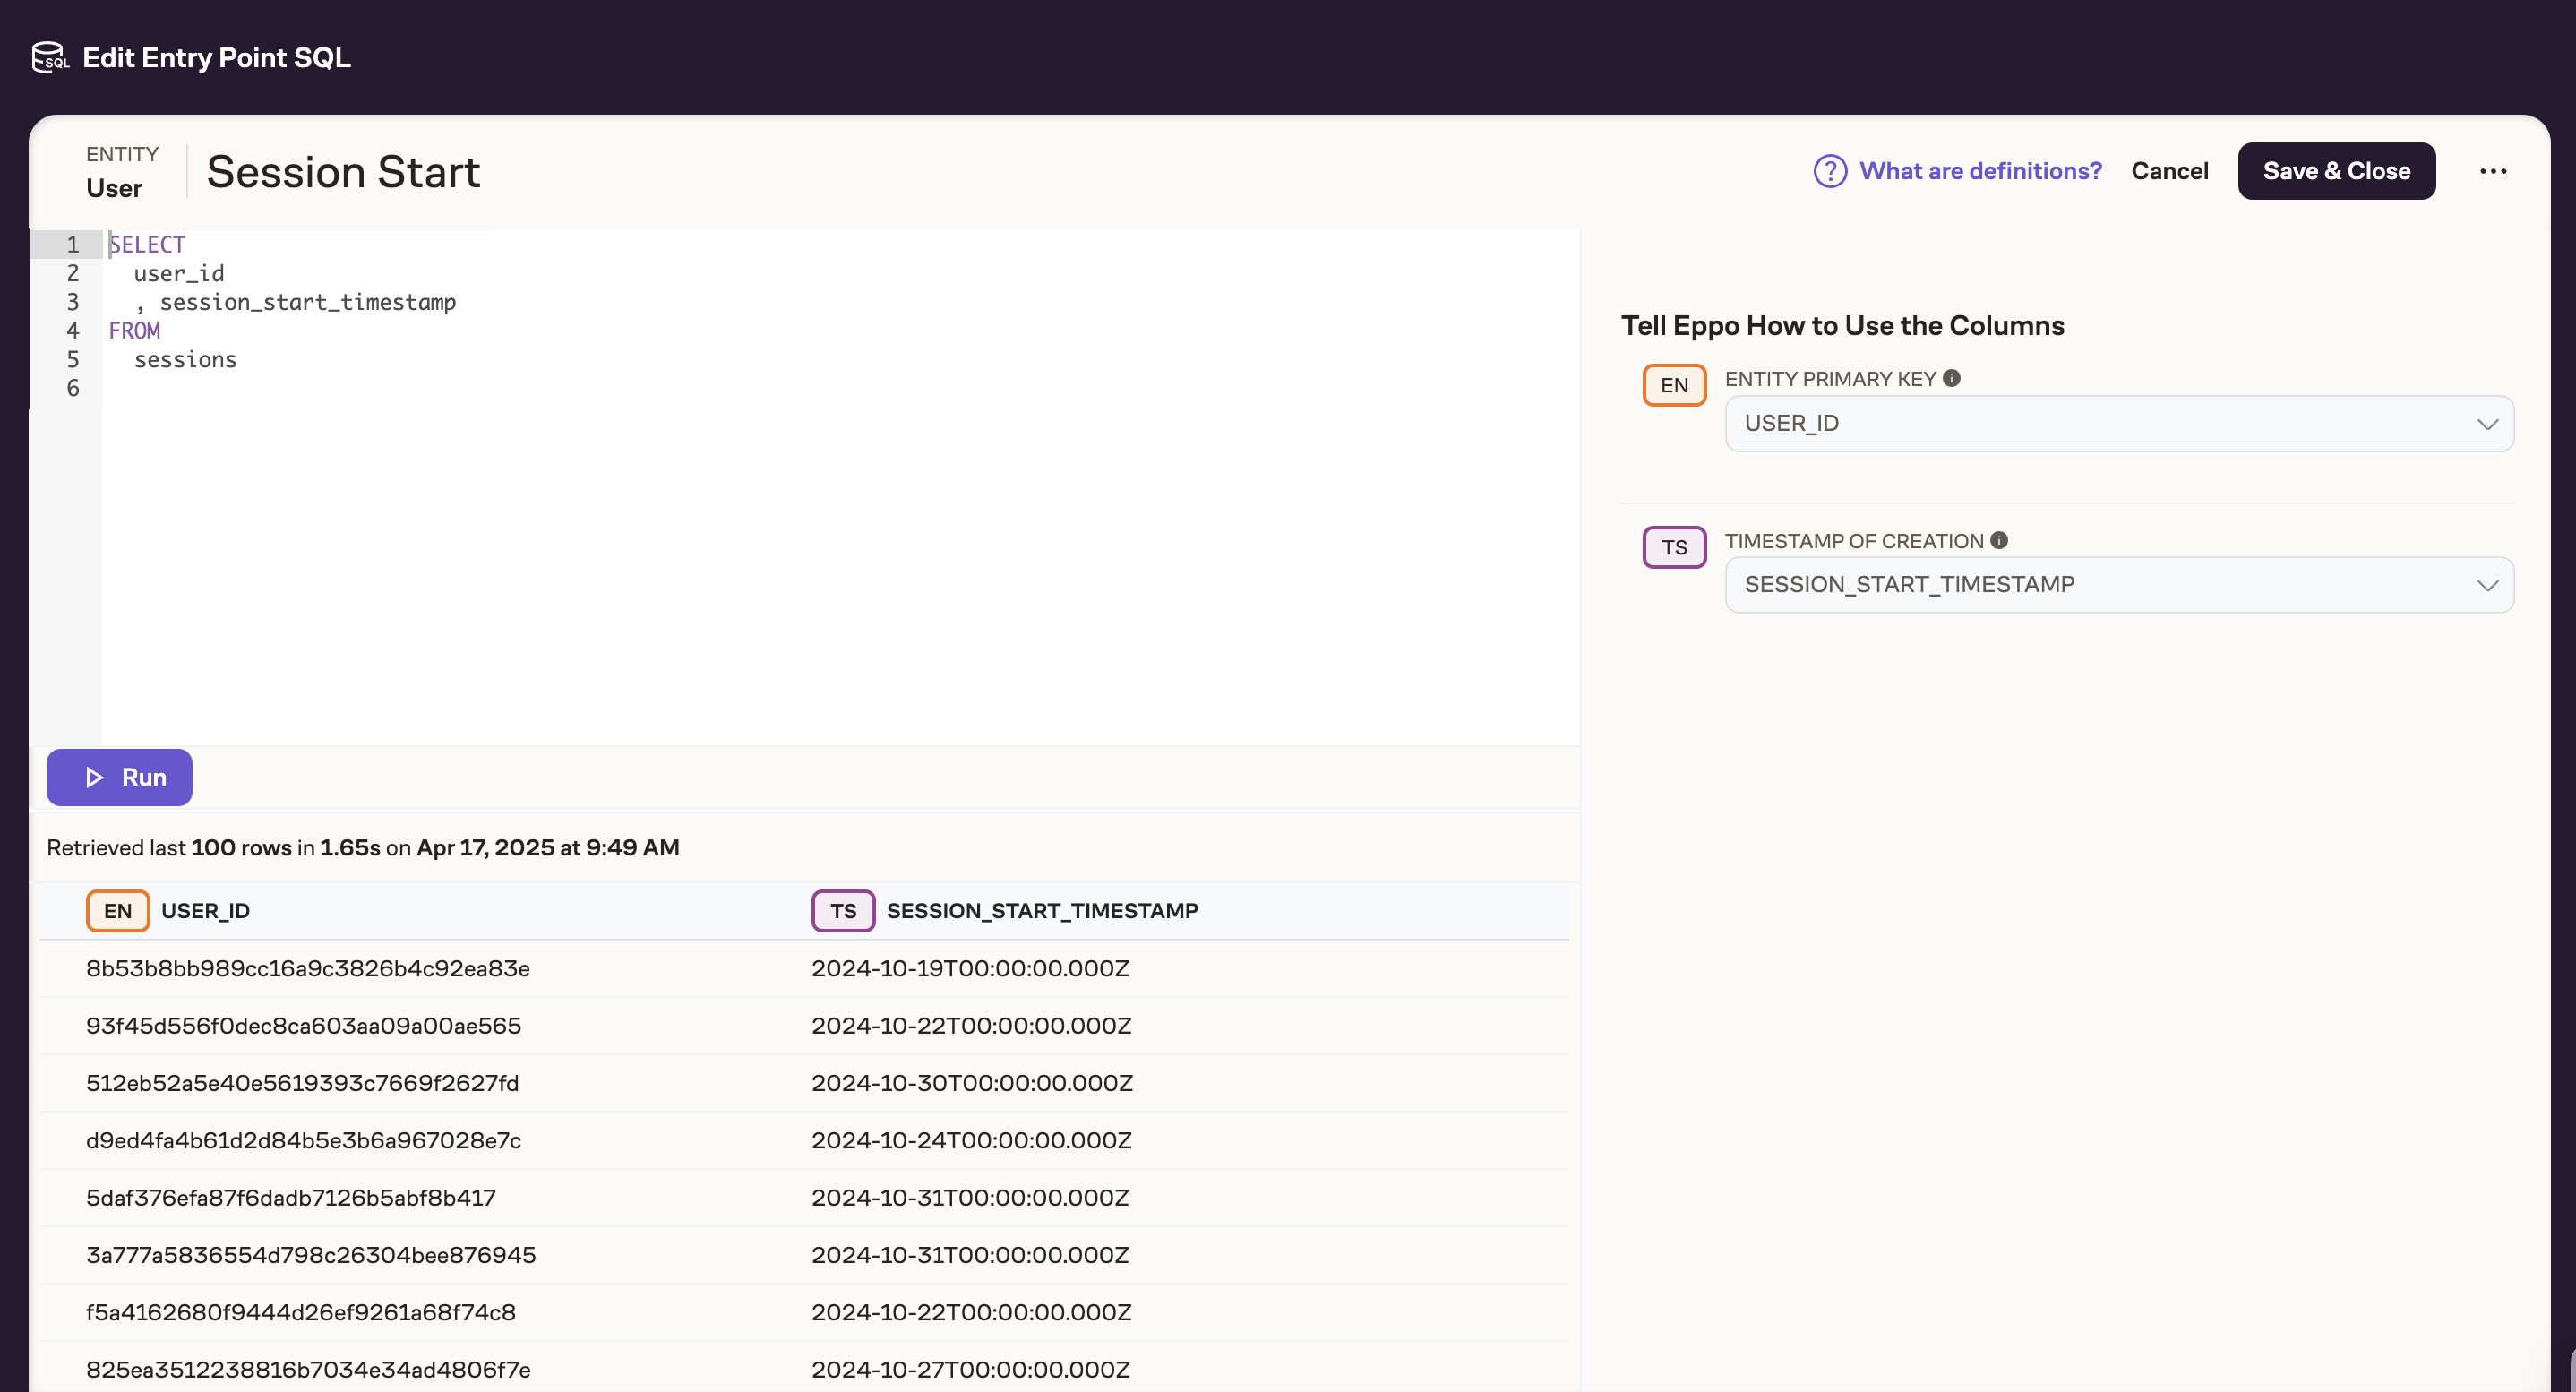 SQL Edit Entry Point SQL
ENTITY
User
Session Start
? What are definitions?
Cancel
Save & Close
1 SELECT
2 user_id
3 , session_start_timestamp
4 FROM
5 sessions
6
Tell Eppo How to Use the Columns
EN ENTITY PRIMARY KEY i
USER_ID
TS TIMESTAMP OF CREATION i
SESSION_START_TIMESTAMP
Run
Retrieved last 100 rows in 1.65s on Apr 17, 2025 at 9:49 AM
EN USER_ID TS SESSION_START_TIMESTAMP
8b53b8bb989cc16a9c3826b4c92ea83e 2024-10-19T00:00:00.000Z
93f45d556f0dec8ca603aa09a00ae565 2024-10-22T00:00:00.000Z
512eb52a5e40e5619393c7669f2627fd 2024-10-30T00:00:00.000Z
d9ed4fa4b61d2d84b5e3b6a967028e7c 2024-10-24T00:00:00.000Z
5daf376efa87f6dadb7126b5abf8b417 2024-10-31T00:00:00.000Z
3a777a5836554d798c26304bee876945 2024-10-31T00:00:00.000Z
f5a4162680f9444d26ef9261a68f74c8 2024-10-22T00:00:00.000Z
825ea3512238816b7034e34ad4806f7e 2024-10-27T00:00:00.000Z